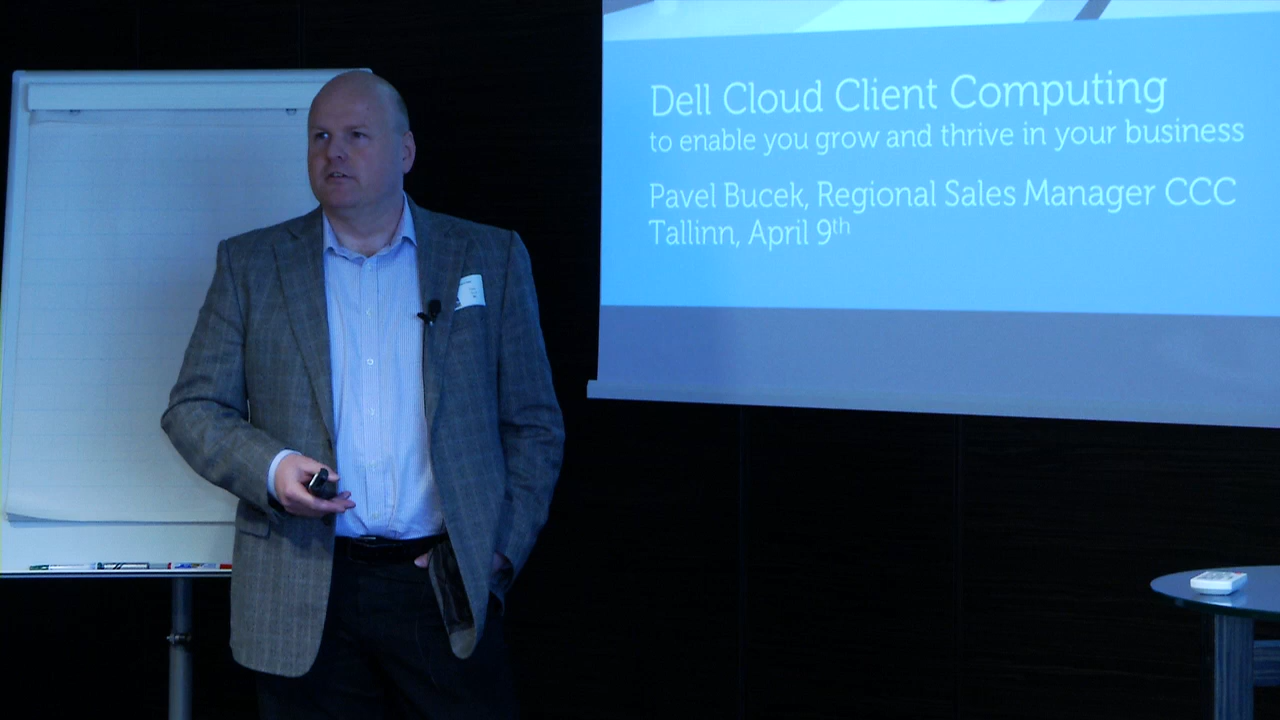 Dell Cloud Client Computing
to enable you grow and thrive in your business
Pavel Bucek, Regional Sales Manager CCC
Tallinn, April 9th